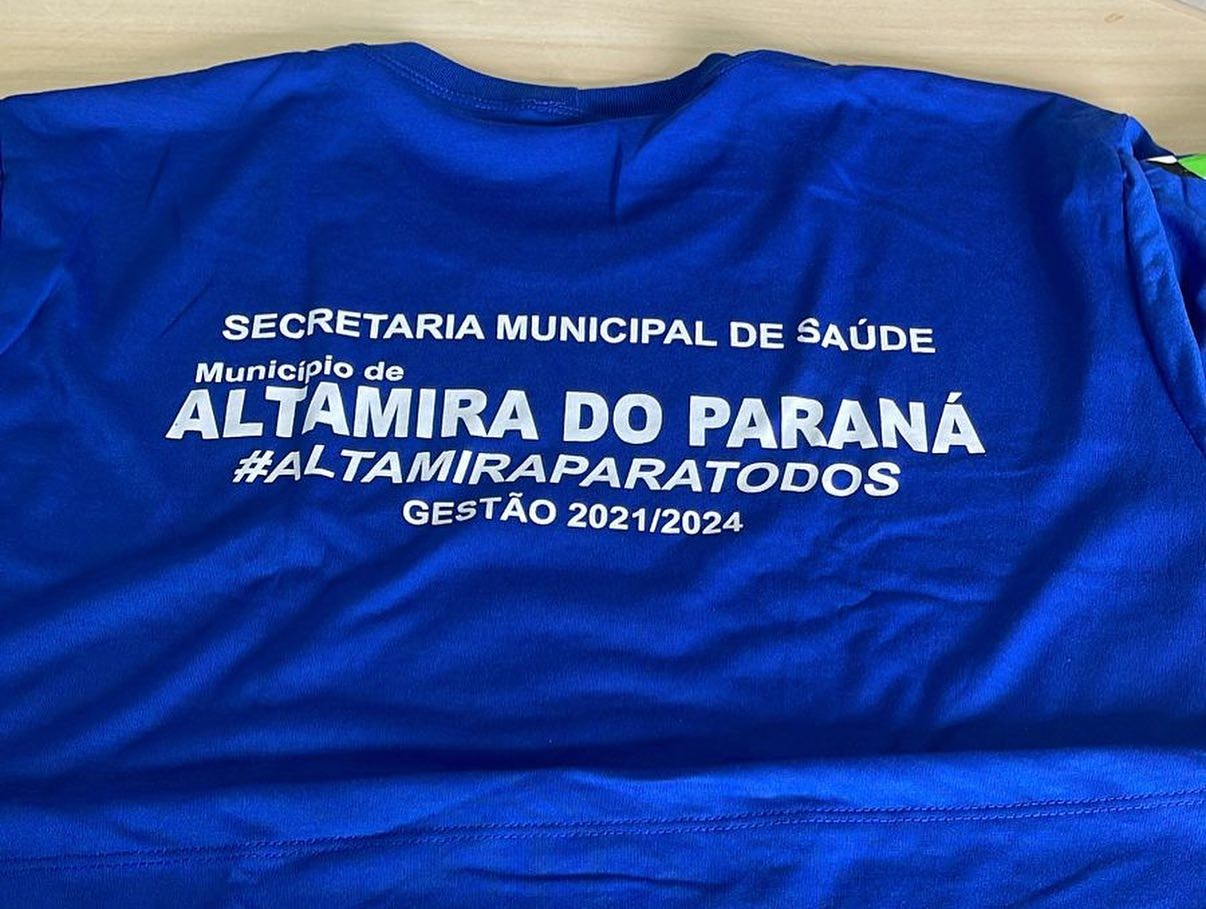 SECRETARIA MUNICIPAL DE SAÚDE
Município de
ALTAMIRA DO PARANÁ
#ALTAMIRAPARATODOS
GESTÃO 2021/2024